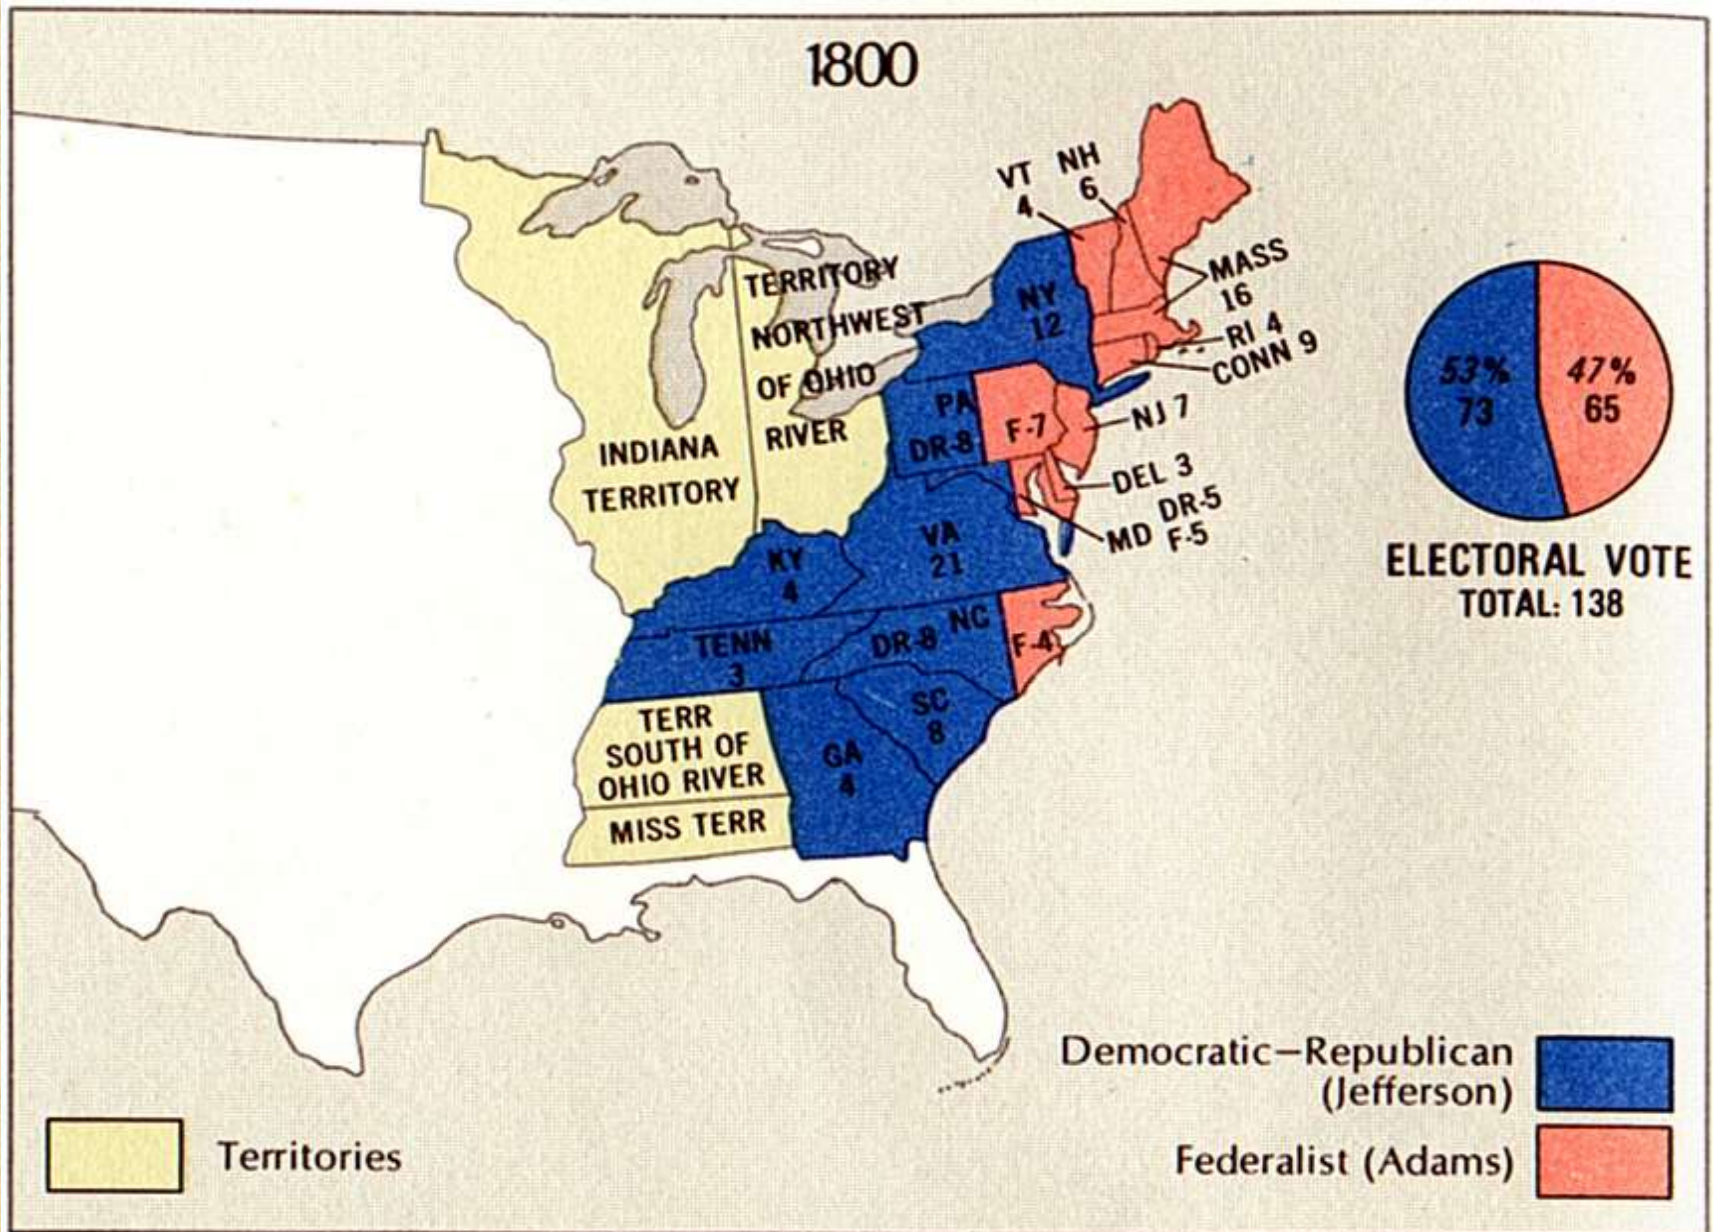 1800
VT
4
NH
6
MASS
16
RI 4
CONN 9
NY
12
TERRITORY
NORTHWEST
OF OHIO
RIVER
INDIANA
TERRITORY
PA
DR-8
F-7
NJ 7
DEL 3
MD DR-5
F-5
VA
21
KY
4
TENN
3
NC
DR-8
F-4
SC
8
GA
4
TERR
SOUTH OF
OHIO RIVER
MISS TERR
53%
73
47%
65
ELECTORAL VOTE
TOTAL: 138
Democratic—Republican
(Jefferson)
Federalist (Adams)
Territories